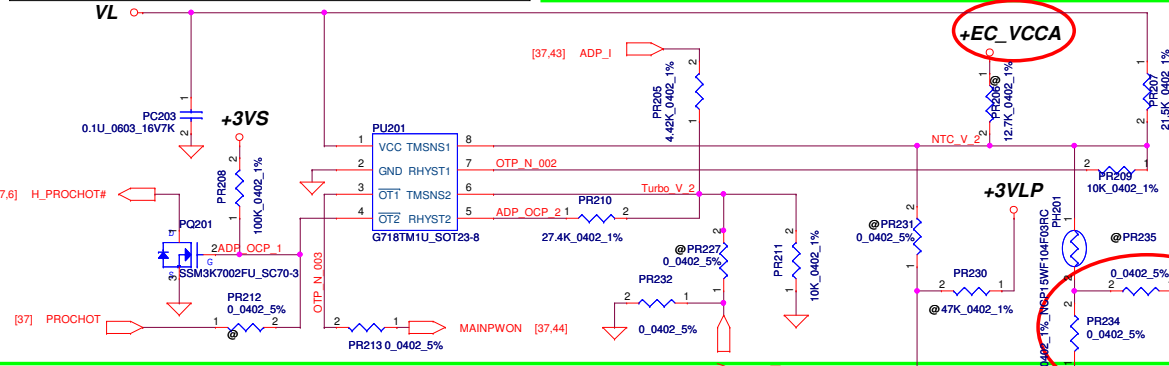 VL
+EC_VCCA
[37,43] ADP_I
PR205
4.42K_0402_1%
@
PR206
12.7K_0402_1%
PR207
21.5K_0402_1%
PC203
0.1U_0603_16V7K
+3VS
PU201
1 VCC TMSNS1 8
2 GND RHYST1 7
3 OT1 TMSNS2 6
4 OT2 RHYST2 5
G718TM1U_SOT23-8
NTC_V_2
OTP_N_002
Turbo_V_2
ADP_OCP_2
PR209
10K_0402_1%
+3VLP
7,6] H_PROCHOT#
PR208
100K_0402_1%
PR210
27.4K_0402_1%
PQ201
ADP_OCP_1
SSM3K7002FU_SC70-3
OTP_N_003
@PR227
0_0402_5%
PR211
10K_0402_1%
@PR231
0_0402_5%
PH201
0402_1%_NCP15WF104F03RC
@PR235
0_0402_5%
PR232
0_0402_5%
PR230
@47K_0402_1%
PR212
0_0402_5%
@
[37] PROCHOT
PR213 0_0402_5%
MAINPWON [37,44]
PR234
0_0402_5%